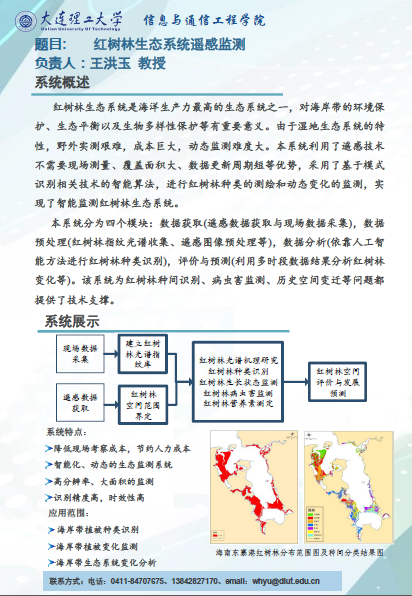 大连理工大学 信息与通信工程学院
Dalian University Of Technology
题目: 红树林生态系统遥感监测
负责人:王洪玉 教授
系统概述
红树林生态系统是海洋生产力最高的生态系统之一,对海岸带的环境保
护、生态平衡以及生物多样性保护等有重要意义。由于湿地生态系统的特
性,野外实测艰难,成本巨大,动态监测难度大。本系统利用了遥感技术
不需要现场测量、覆盖面积大、数据更新周期短等优势,采用了基于模式
识别相关技术的智能算法,进行红树林种类的测绘和动态变化的监测,实
现了智能监测红树林生态系统。
本系统分为四个模块:数据获取(遥感数据获取与现场数据采集),数据
预处理(红树林指纹光谱收集、遥感图像预处理等),数据分析(依靠人工智
能方法进行红树林种类识别),评价与预测(利用多时段数据结果分析红树林
变化等)。该系统为红树林种间识别、病虫害监测、历史空间变迁等问题都
提供了技术支撑。
系统展示
现场数据
采集
建立红树
林光谱指
纹库
遥感数据
获取
红树林
空间范围
界定
红树林光谱机理研究
红树林种类识别
红树林生长状态监测
红树林病虫害监测
红树林营养素测定
红树林空间
评价与发展
预测
系统特点:
➢降低现场考察成本,节约人力成本
➢智能化、动态的生态监测系统
➢高分辨率、大面积的监测
➢识别精度高,时效性高
应用范围:
➢海岸带植被种类识别
➢海岸带植被变化监测
➢海岸带生态系统变化分析
海南东寨港红树林分布范围图及种间分类结果图
联系方式:电话: 0411-84707675、13842827170、email: whyu@dlut.edu.cn